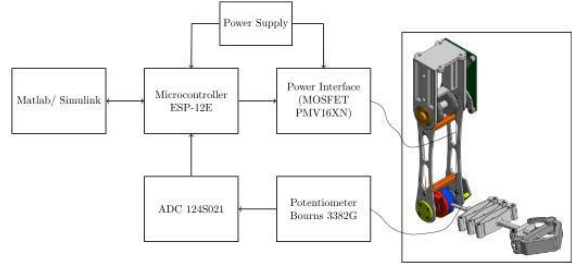 Power Supply
Matlab/ Simulink
Microcontroller
ESP-12E
Power Interface
(MOSFET
PMV16XN)
ADC 124S021
Potentiometer
Bourns 3382G